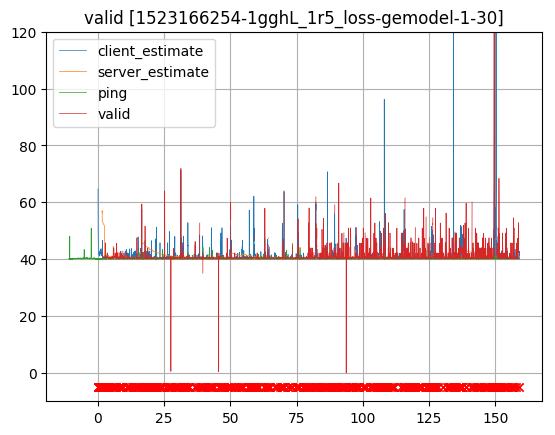 valid [1523166254-1gghL_1r5_loss-gemodel-1-30]
120
100
80
60
40
20
0
client_estimate
server_estimate
ping
valid
0
25
50
75
100
125
150